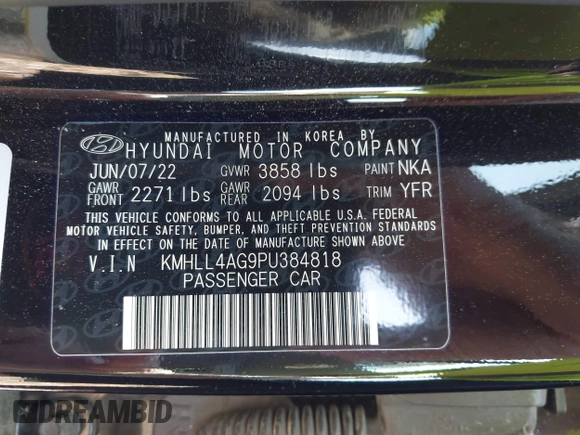 MANUFACTURED IN KOREA BY
HYUNDAI MOTOR COMPANY
JUN/07/22 GVWR 3858 lbs PAINT NKA
GAWR FRONT 2271 lbs GAWR REAR 2094 lbs TRIM YFR
THIS VEHICLE CONFORMS TO ALL APPLICABLE U.S.A. FEDERAL
MOTOR VEHICLE SAFETY, BUMPER, AND THEFT PREVENTION STANDARDS
IN EFFECT ON THE DATE OF MANUFACTURE SHOWN ABOVE.
V.I.N KMHLL4AG9PU384818
PASSENGER CAR
DREAMBID